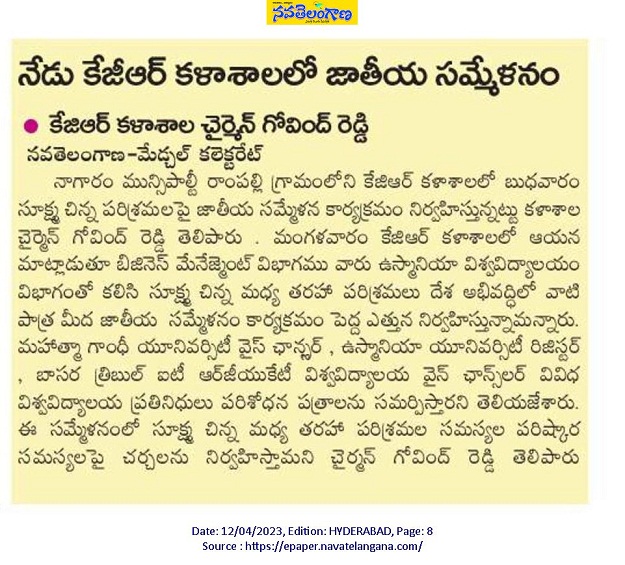 నవతెలంగాణ
నేడు కేజీఆర్ కళాశాలలో జాతీయ సమ్మేళనం
● కేజీఆర్ కళాశాల చైర్మెన్ గోవింద్ రెడ్డి
నవతెలంగాణ-మేడ్చల్ కలెక్టరేట్
నాగారం మున్సిపాల్టీ రాంపల్లి గ్రామంలోని కేజీఆర్ కళాశాలలో బుధవారం
సూక్ష్మ చిన్న పరిశ్రమలపై జాతీయ సమ్మేళన కార్యక్రమం నిర్వహిస్తున్నట్టు కళాశాల
చైర్మెన్ గోవింద్ రెడ్డి తెలిపారు . మంగళవారం కేజీఆర్ కళాశాలలో ఆయన
మాట్లాడుతూ బిజినెస్ మేనేజ్మెంట్ విభాగము వారు ఉస్మానియా విశ్వవిద్యాలయం
విభాగంతో కలిసి సూక్ష్మ చిన్న మధ్య తరహా పరిశ్రమలు దేశ అభివద్ధిలో వాటి
పాత్ర మీద జాతీయ సమ్మేళనం కార్యక్రమం పెద్ద ఎత్తున నిర్వహిస్తున్నామన్నారు.
మహాత్మా గాంధీ యూనివర్సిటీ వైస్ ఛాన్స్లర్ , ఉస్మానియా యూనివర్సిటీ రిజిస్టర్
, బాసర త్రిబుల్ ఐటీ ఆర్‌జీయుకేటీ విశ్వవిద్యాలయ వైస్ ఛాన్స్‌లర్ వివిధ
విశ్వవిద్యాలయ ప్రతినిధులు పరిశోధన పత్రాలను సమర్పిస్తారని తెలియజేశారు.
ఈ సమ్మేళనంలో సూక్ష్మ చిన్న మధ్య తరహా పరిశ్రమల సమస్యల పరిష్కార
సమస్యలపై చర్చలను నిర్వహిస్తామని చైర్మన్ గోవింద్ రెడ్డి తెలిపారు
Date: 12/04/2023, Edition: HYDERABAD, Page: 8
Source : https://epaper.navatelangana.com/